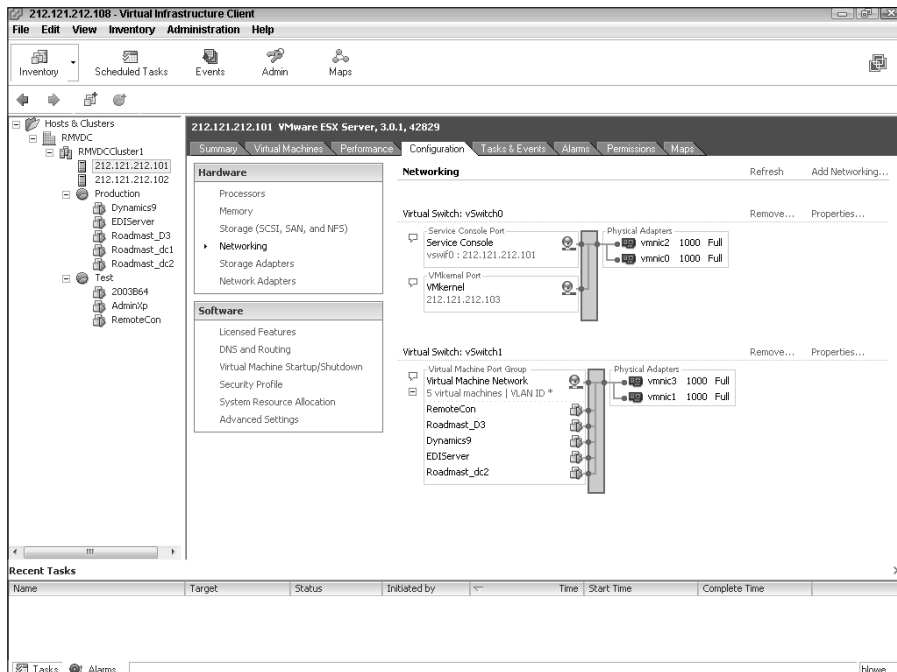 212.121.212.108 - Virtual Infrastructure Client
File Edit View Inventory Administration Help
Inventory Scheduled Tasks Events Admin Maps
Hosts & Clusters
RMVDC
RMVDCCluster1
212.121.212.101
212.121.212.102
Production
Dynamics9
EDIServer
Roadmast_D3
Roadmast_dc1
Roadmast_dc2
Test
2003B64
AdminXp
RemoteCon
212.121.212.101 VMware ESX Server, 3.0.1, 42829
Summary Virtual Machines Performance Configuration Tasks & Events Alarms Permissions Maps
Hardware
Processors
Memory
Storage (SCSI, SAN, and NFS)
Networking
Storage Adapters
Network Adapters
Software
Licensed Features
DNS and Routing
Virtual Machine Startup/Shutdown
Security Profile
System Resource Allocation
Advanced Settings
Networking Refresh Add Networking...
Virtual Switch: vSwitch0 Remove... Properties...
Service Console Port
Service Console
vswif0 : 212.121.212.101
VMkernel Port
VMkernel
212.121.212.103
Physical Adapters
vmnic2 1000 Full
vmnic0 1000 Full
Virtual Switch: vSwitch1 Remove... Properties...
Virtual Machine Port Group
Virtual Machine Network
5 virtual machines | VLAN ID *
RemoteCon
Roadmast_D3
Dynamics9
EDIServer
Roadmast_dc2
Physical Adapters
vmnic3 1000 Full
vmnic1 1000 Full
Recent Tasks
Name Target Status Initiated by Time Start Time Complete Time
Tasks Alarms blowe